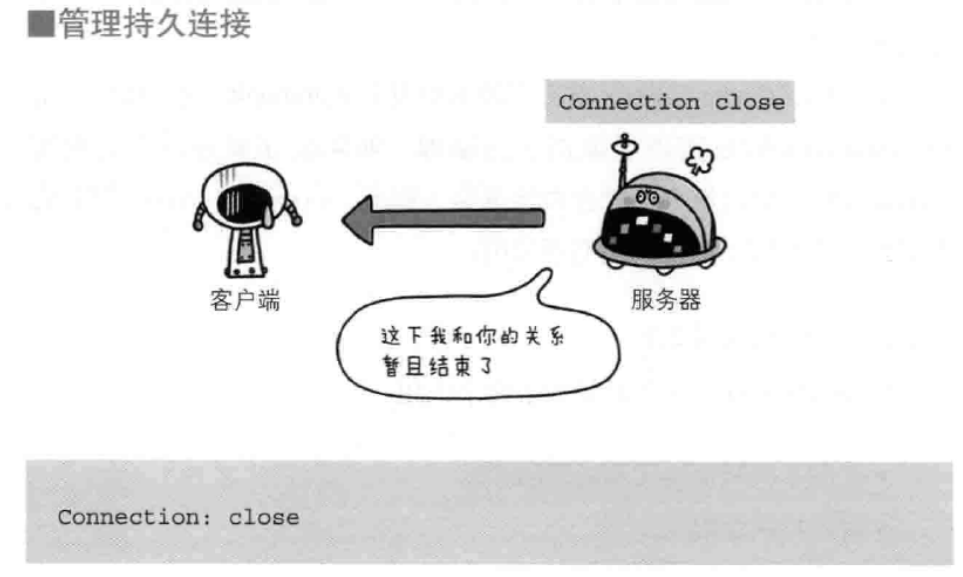 ■管理持久连接
Connection close
客户端
服务器
这下我和你的关系
暂且结束了
Connection: close